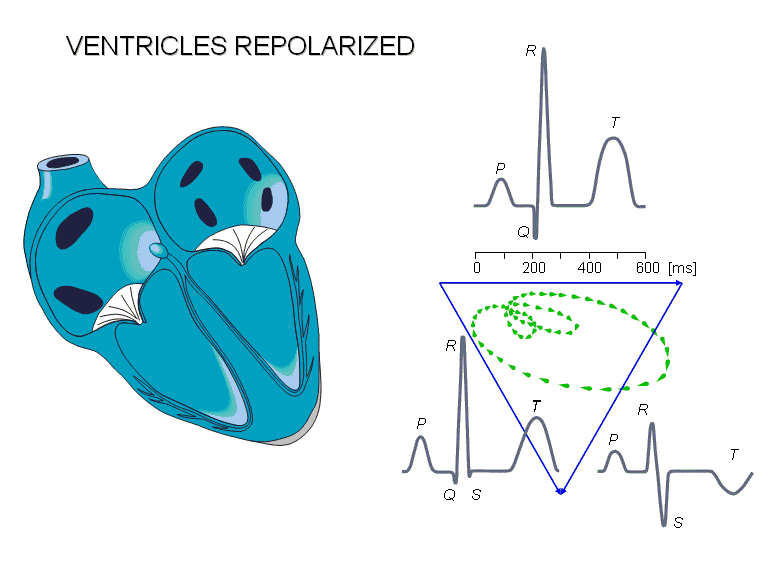 VENTRICLES REPOLARIZED
R
T
P
Q
0 200 400 600 [ms]
R
P
T
Q S
R
P
T
S